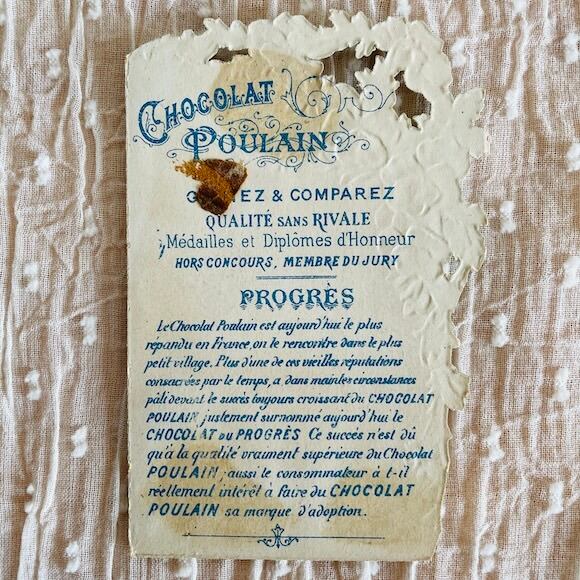 CHOCOLAT
POULAIN
& COMPAREZ
QUALITÉ SANS RIVALE
Médailles et Diplômes d'Honneur
HORS CONCOURS, MEMBRE DU JURY
PROGRÈS
Le Chocolat Poulain est aujourd'hui le plus
répandu en France, on le rencontre dans le plus
petit village. Plus d'une de ces vieilles réputations
consacrées par le temps, a, dans mainte circonstances
pâli devant le succès toujours croissant du CHOCOLAT
POULAIN justement surnommé aujourd'hui le
CHOCOLAT DU PROGRÈS Ce succès n'est dû
qu'à la qualité vraiment supérieure du Chocolat
POULAIN; aussi le consommateur à t-il
réellement intérêt à faire du CHOCOLAT
POULAIN sa marque d'adoption.